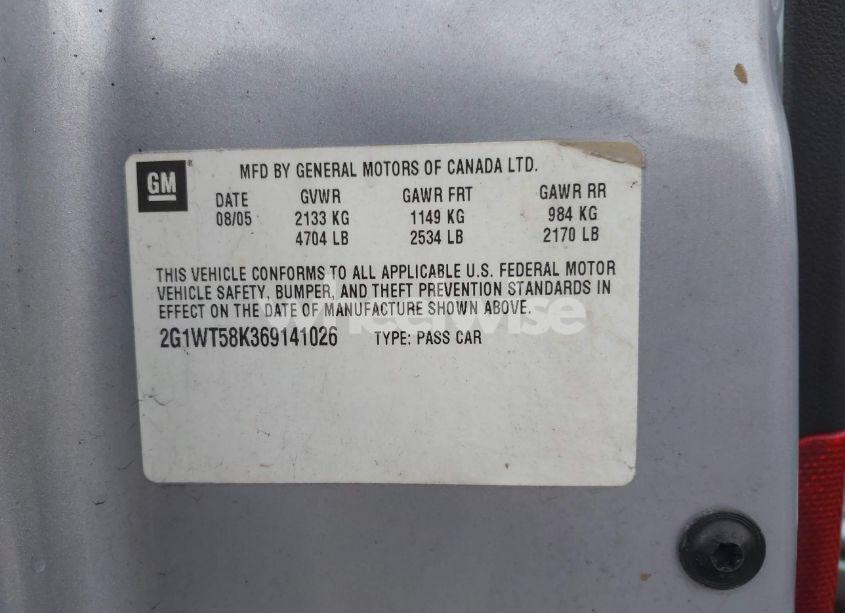 GM
MFD BY GENERAL MOTORS OF CANADA LTD.
DATE GVWR GAWR FRT GAWR RR
08/05 2133 KG 1149 KG 984 KG
4704 LB 2534 LB 2170 LB
THIS VEHICLE CONFORMS TO ALL APPLICABLE U.S. FEDERAL MOTOR
VEHICLE SAFETY, BUMPER, AND THEFT PREVENTION STANDARDS IN
EFFECT ON THE DATE OF MANUFACTURE SHOWN ABOVE.
wheelwise
2G1WT58K369141026 TYPE: PASS CAR